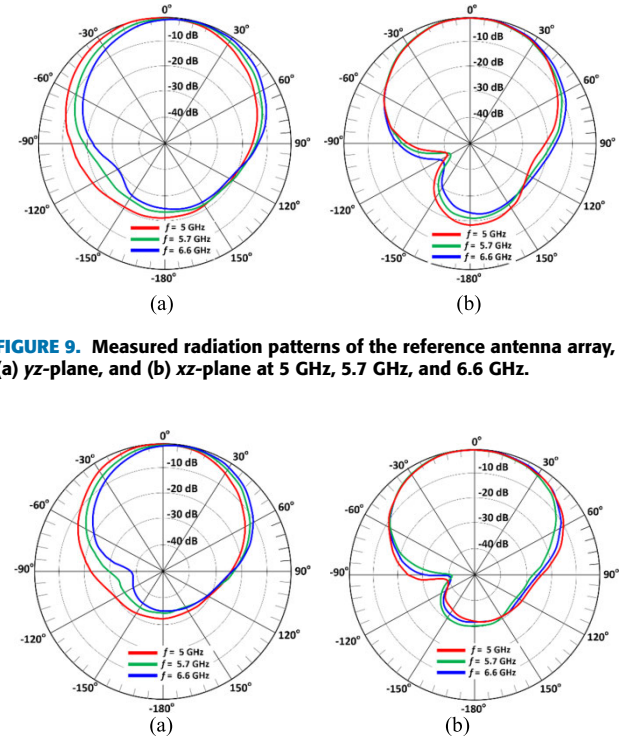 0° 0°
-30° 30° -30° 30°
-10 dB -10 dB
-20 dB -20 dB
-60° 60° -60° 60°
-30 dB -30 dB
-40 dB -40 dB
-90° 90° -90° 90°
-120° 120° -120° 120°
f = 5 GHz f = 5 GHz
f = 5.7 GHz f = 5.7 GHz
f = 6.6 GHz f = 6.6 GHz
-150° 150° -150° 150°
-180° -180°
(a) (b)
FIGURE 9. Measured radiation patterns of the reference antenna array,
(a) yz-plane, and (b) xz-plane at 5 GHz, 5.7 GHz, and 6.6 GHz.
0° 0°
-30° 30° -30° 30°
-10 dB -10 dB
-20 dB -20 dB
-60° 60° -60° 60°
-30 dB -30 dB
-40 dB -40 dB
-90° 90° -90° 90°
-120° 120° -120° 120°
f = 5 GHz f = 5 GHz
f = 5.7 GHz f = 5.7 GHz
f = 6.6 GHz f = 6.6 GHz
-150° 150° -150° 150°
-180° -180°
(a) (b)